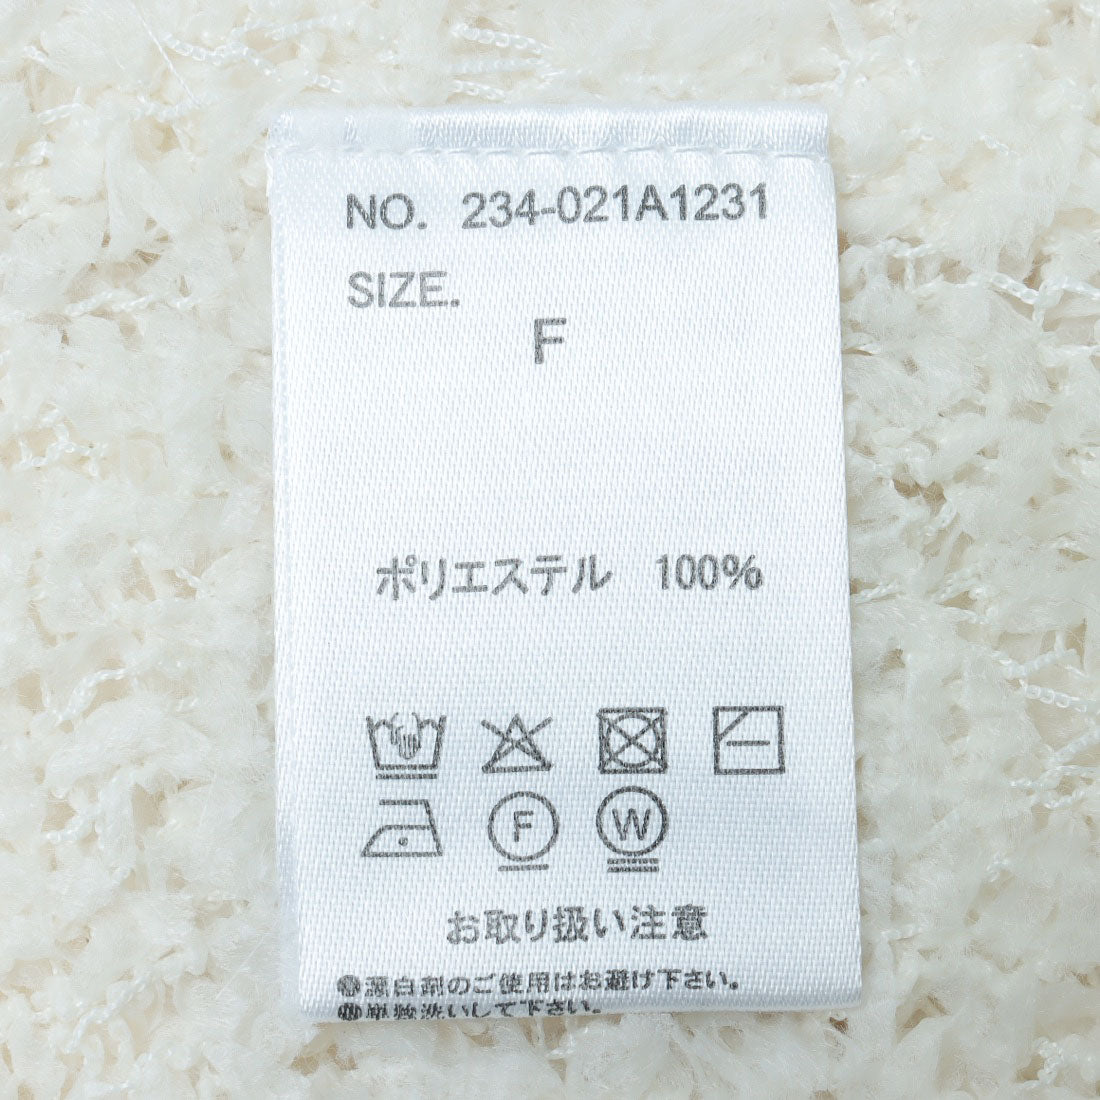 NO. 234-021A1231
SIZE.
F
ポリエステル 100%
F W
お取り扱い注意
●漂白剤のご使用はお避け下さい。
●単独洗いして下さい。